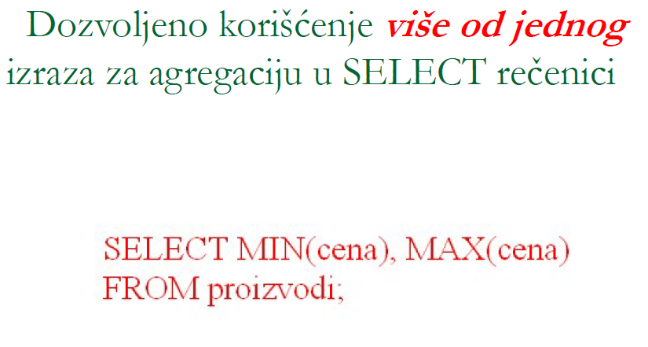 Dozvoljeno korišćenje više od jednog
izraza za agregaciju u SELECT rečenici
SELECT MIN(cena), MAX(cena)
FROM proizvodi;